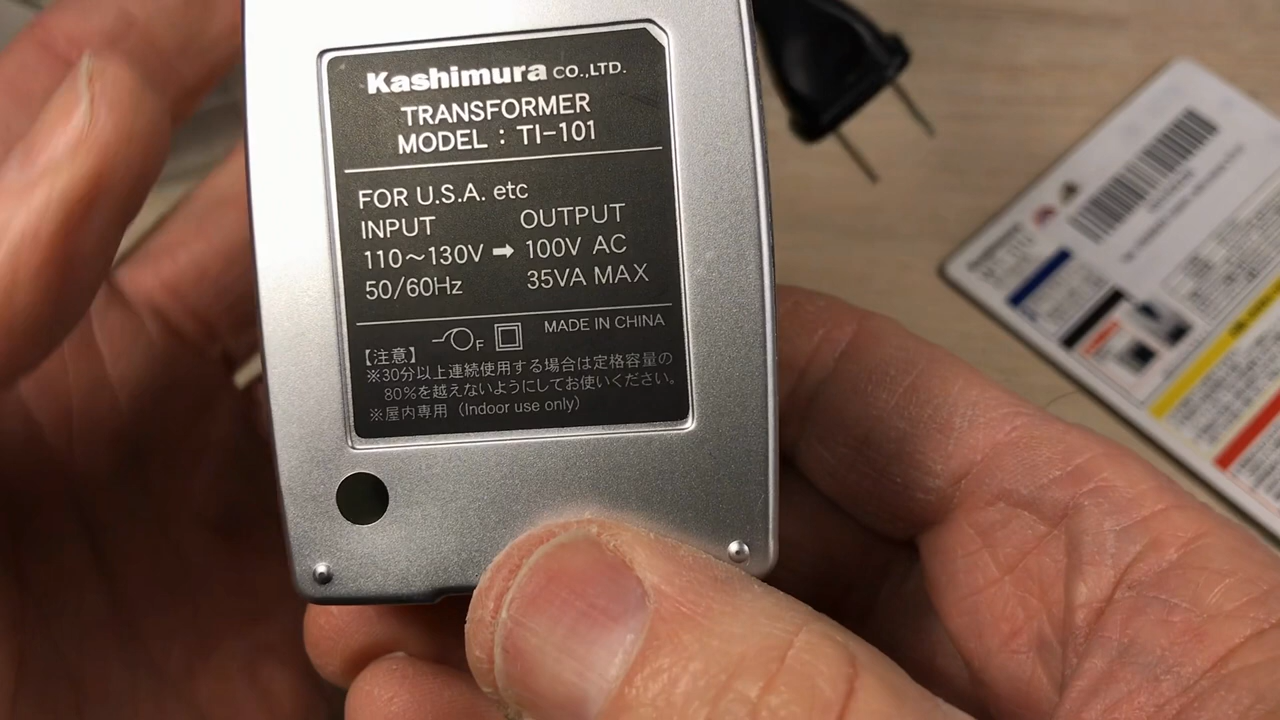 Kashimura CO.,LTD.
TRANSFORMER
MODEL : TI-101
FOR U.S.A. etc
INPUT OUTPUT
110～130V ➡ 100V AC
50/60Hz 35VA MAX
F MADE IN CHINA
【注意】
※30分以上連続使用する場合は定格容量の
80%を越えないようにしてお使いください。
※屋内専用（Indoor use only）